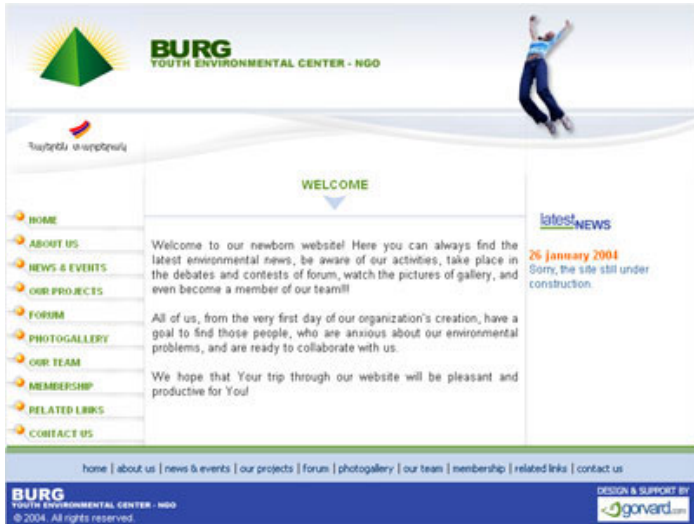 BURG
YOUTH ENVIRONMENTAL CENTER - NGO
Հայերեն տարբերակ
WELCOME
latest NEWS
HOME
ABOUT US
NEWS & EVENTS
OUR PROJECTS
FORUM
PHOTOGALLERY
OUR TEAM
MEMBERSHIP
RELATED LINKS
CONTACT US
Welcome to our newborn website! Here you can always find the
latest environmental news, be aware of our activities, take place in
the debates and contests of forum, watch the pictures of gallery, and
even become a member of our team!!!
All of us, from the very first day of our organization's creation, have a
goal to find those people, who are anxious about our environmental
problems, and are ready to collaborate with us.
We hope that Your trip through our website will be pleasant and
productive for You!
26 january 2004
Sorry, the site still under
construction.
home | about us | news & events | our projects | forum | photogallery | our team | membership | related links | contact us
BURG
YOUTH ENVIRONMENTAL CENTER - NGO
© 2004. All rights reserved.
DESIGN & SUPPORT BY
gorvard.com